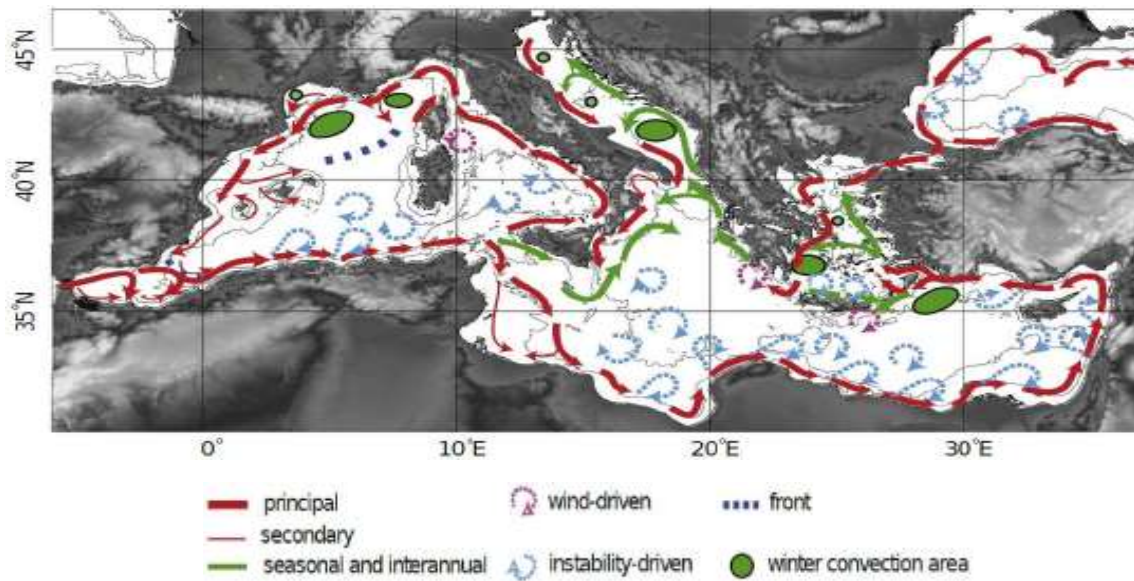 45°N
40°N
35°N
0° 10°E 20°E 30°E
principal wind-driven front
secondary
seasonal and interannual instability-driven winter convection area